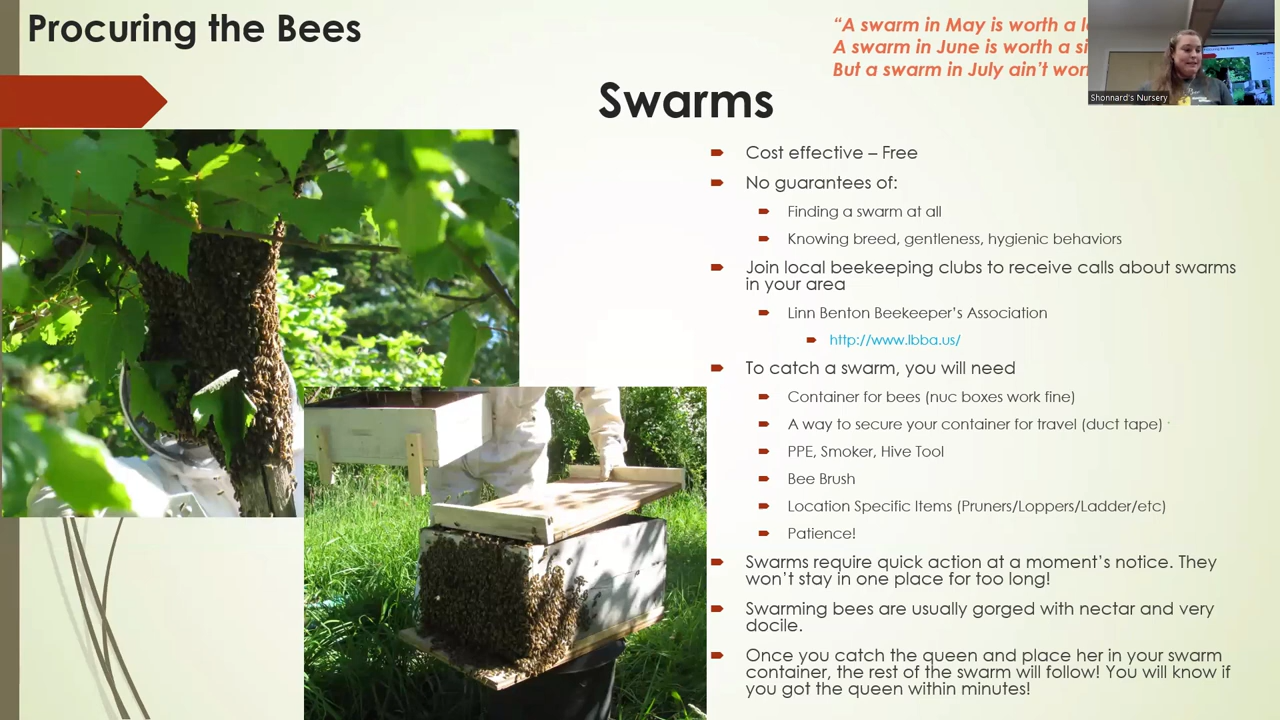 Procuring the Bees
“A swarm in May is worth a
A swarm in June is worth a
But a swarm in July ain’t
Shonnard's Nursery
Swarms
Cost effective – Free
No guarantees of:
Finding a swarm at all
Knowing breed, gentleness, hygienic behaviors
Join local beekeeping clubs to receive calls about swarms
in your area
Linn Benton Beekeeper’s Association
http://www.lbba.us/
To catch a swarm, you will need
Container for bees (nuc boxes work fine)
A way to secure your container for travel (duct tape)
PPE, Smoker, Hive Tool
Bee Brush
Location Specific Items (Pruners/Loppers/Ladder/etc)
Patience!
Swarms require quick action at a moment’s notice. They
won’t stay in one place for too long!
Swarming bees are usually gorged with nectar and very
docile.
Once you catch the queen and place her in your swarm
container, the rest of the swarm will follow! You will know if
you got the queen within minutes!